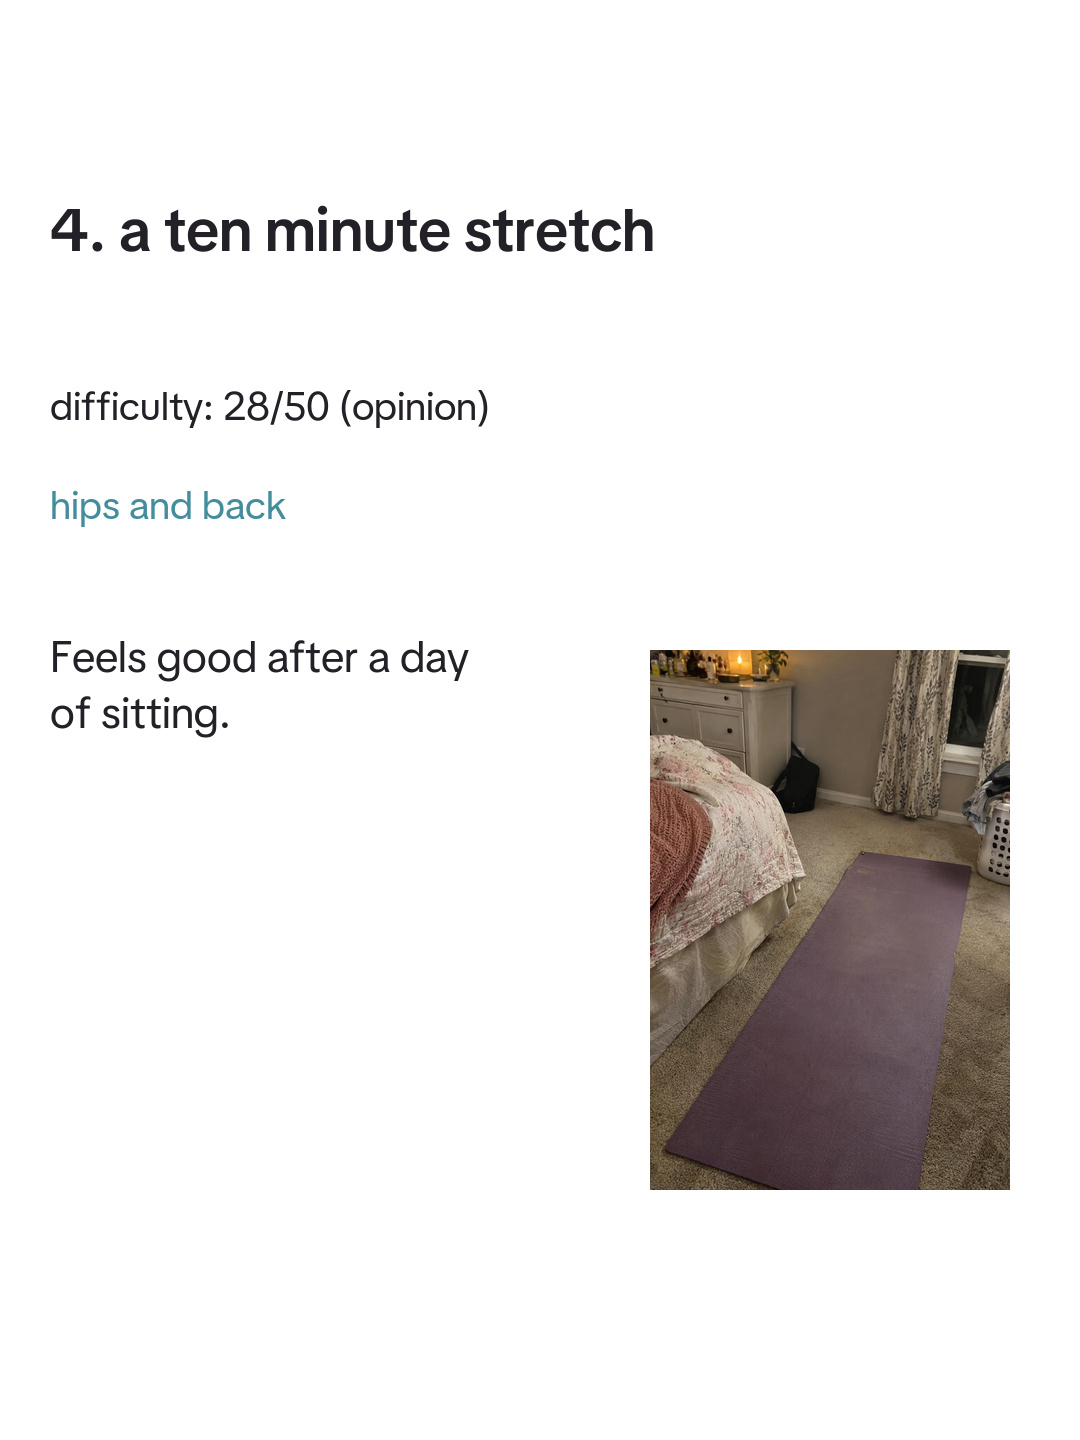 4. a ten minute stretch
difficulty: 28/50 (opinion)
hips and back
Feels good after a day
of sitting.